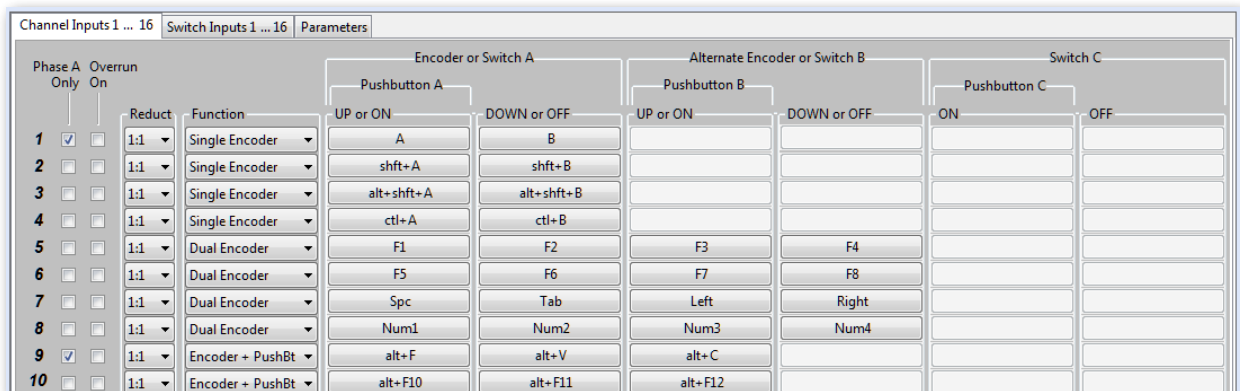 Channel Inputs 1 ... 16 Switch Inputs 1 ... 16 Parameters
Encoder or Switch A Alternate Encoder or Switch B Switch C
Phase A Only Overrun On
Pushbutton A Pushbutton B Pushbutton C
Reduct Function UP or ON DOWN or OFF UP or ON DOWN or OFF ON OFF
1 1:1 Single Encoder A B
2 1:1 Single Encoder shft+A shft+B
3 1:1 Single Encoder alt+shft+A alt+shft+B
4 1:1 Single Encoder ctl+A ctl+B
5 1:1 Dual Encoder F1 F2 F3 F4
6 1:1 Dual Encoder F5 F6 F7 F8
7 1:1 Dual Encoder Spc Tab Left Right
8 1:1 Dual Encoder Num1 Num2 Num3 Num4
9 1:1 Encoder + PushBt alt+F alt+V alt+C
10 1:1 Encoder + PushBt alt+F10 alt+F11 alt+F12